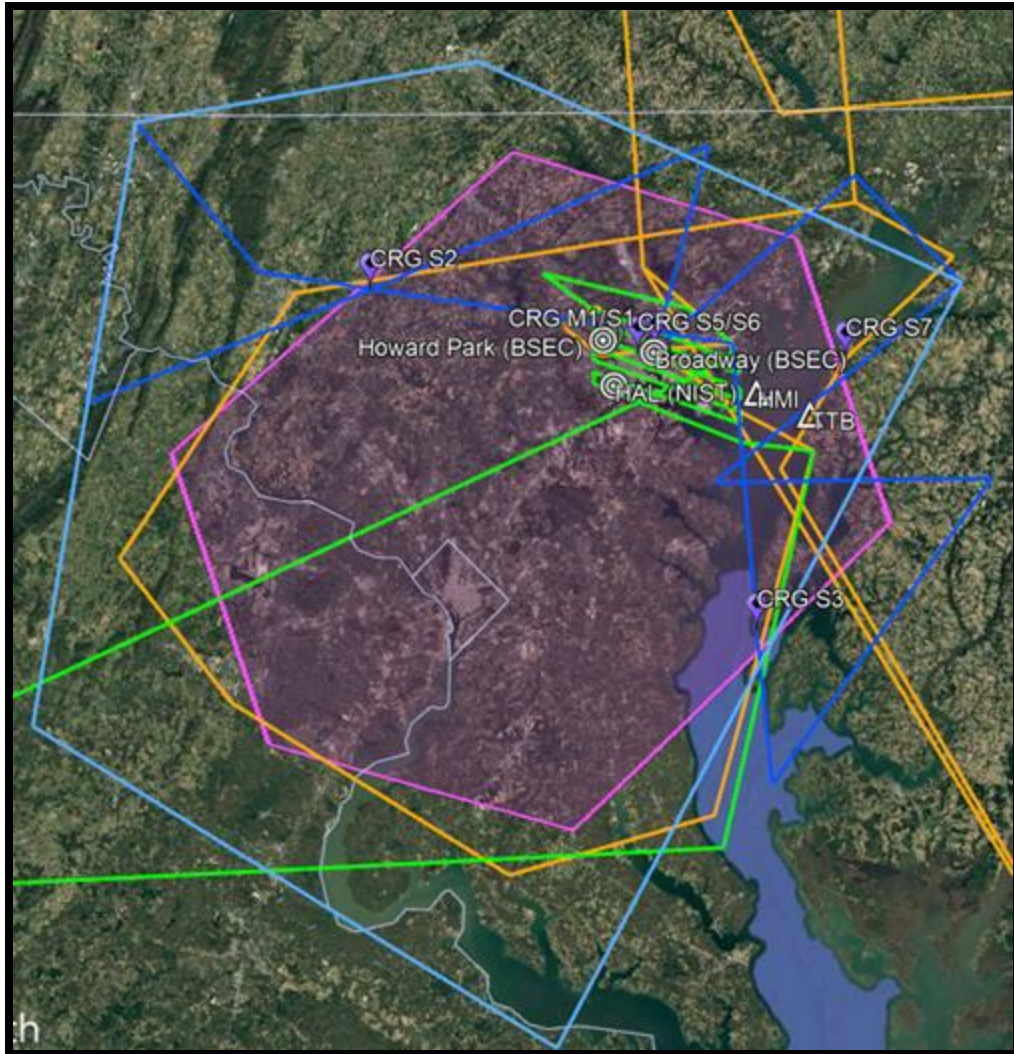 CRG S2
CRG M1/S1
CRG S5/S6
CRG S7
Howard Park (BSEC)
Broadway (BSEC)
HAL (NIST)
HMI
TTB
CRG S3
th